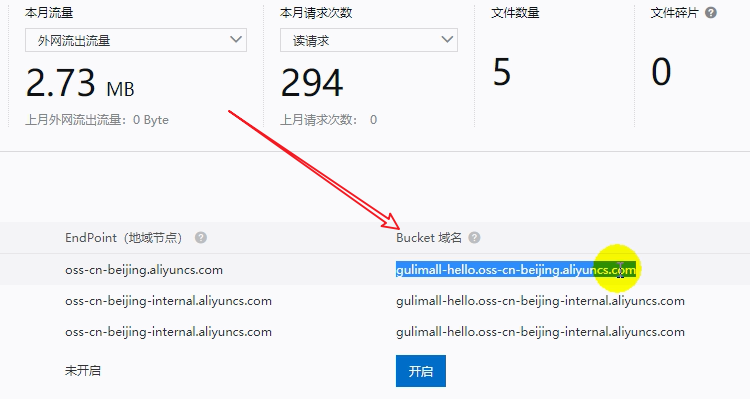 本月流量 本月请求次数 文件数量 文件碎片
外网流出流量 读请求
2.73 MB 294 5 0
上月外网流出流量：0 Byte 上月请求次数： 0
EndPoint（地域节点） Bucket 域名
oss-cn-beijing.aliyuncs.com gulimall-hello.oss-cn-beijing.aliyuncs.com
oss-cn-beijing-internal.aliyuncs.com gulimall-hello.oss-cn-beijing-internal.aliyuncs.com
oss-cn-beijing-internal.aliyuncs.com gulimall-hello.oss-cn-beijing-internal.aliyuncs.com
未开启 开启